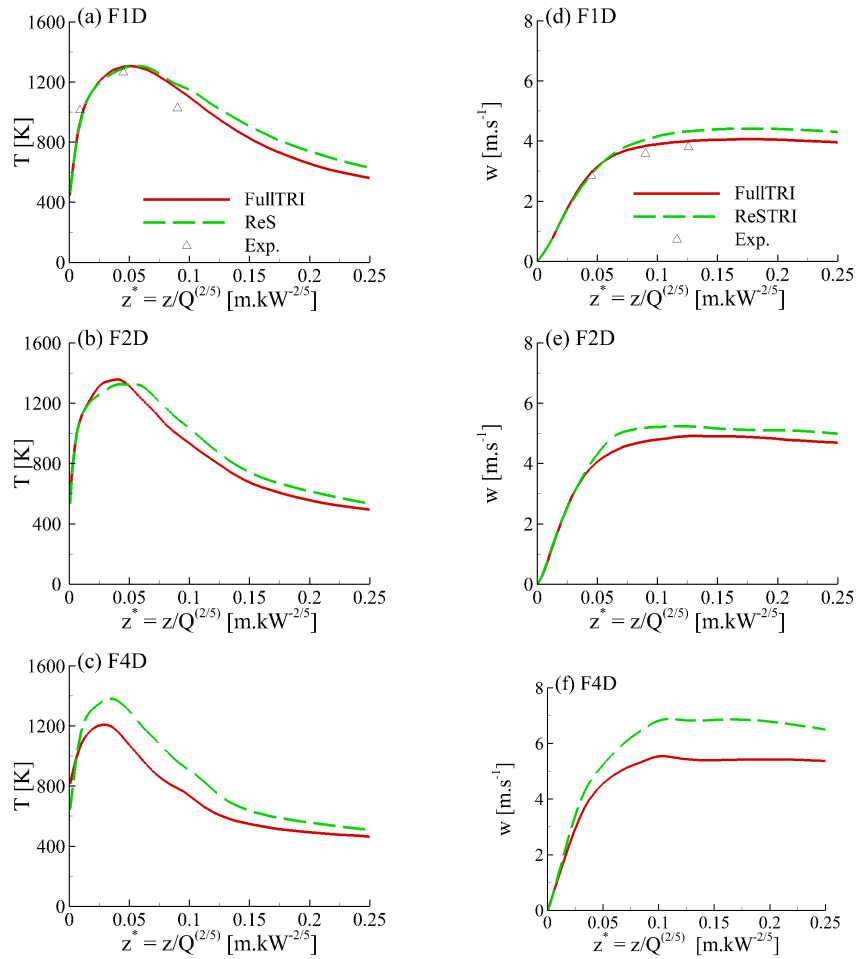 (a) F1D
1600
1200
800
400
0
T [K]
FullTRI
ReS
Exp.
0 0.05 0.1 0.15 0.2 0.25
z* = z/Q^(2/5) [m.kW^-2/5]
(d) F1D
8
6
4
2
0
w [m.s^-1]
FullTRI
ReSTRI
Exp.
0 0.05 0.1 0.15 0.2 0.25
z* = z/Q^(2/5) [m.kW^-2/5]
(b) F2D
1600
1200
800
400
0
T [K]
0 0.05 0.1 0.15 0.2 0.25
z* = z/Q^(2/5) [m.kW^-2/5]
(e) F2D
8
6
4
2
0
w [m.s^-1]
0 0.05 0.1 0.15 0.2 0.25
z* = z/Q^(2/5) [m.kW^-2/5]
(c) F4D
1600
1200
800
400
0
T [K]
0 0.05 0.1 0.15 0.2 0.25
z* = z/Q^(2/5) [m.kW^-2/5]
(f) F4D
8
6
4
2
0
w [m.s^-1]
0 0.05 0.1 0.15 0.2 0.25
z* = z/Q^(2/5) [m.kW^-2/5]